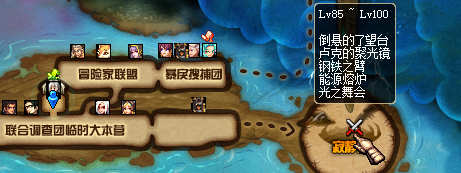 Lv85 ~ Lv100
倒悬的了望台
卢克的聚光镜
钢铁之臂
能源熔炉
光之舞会
冒险家联盟
暴戾搜捕团
联合调查团临时大本营